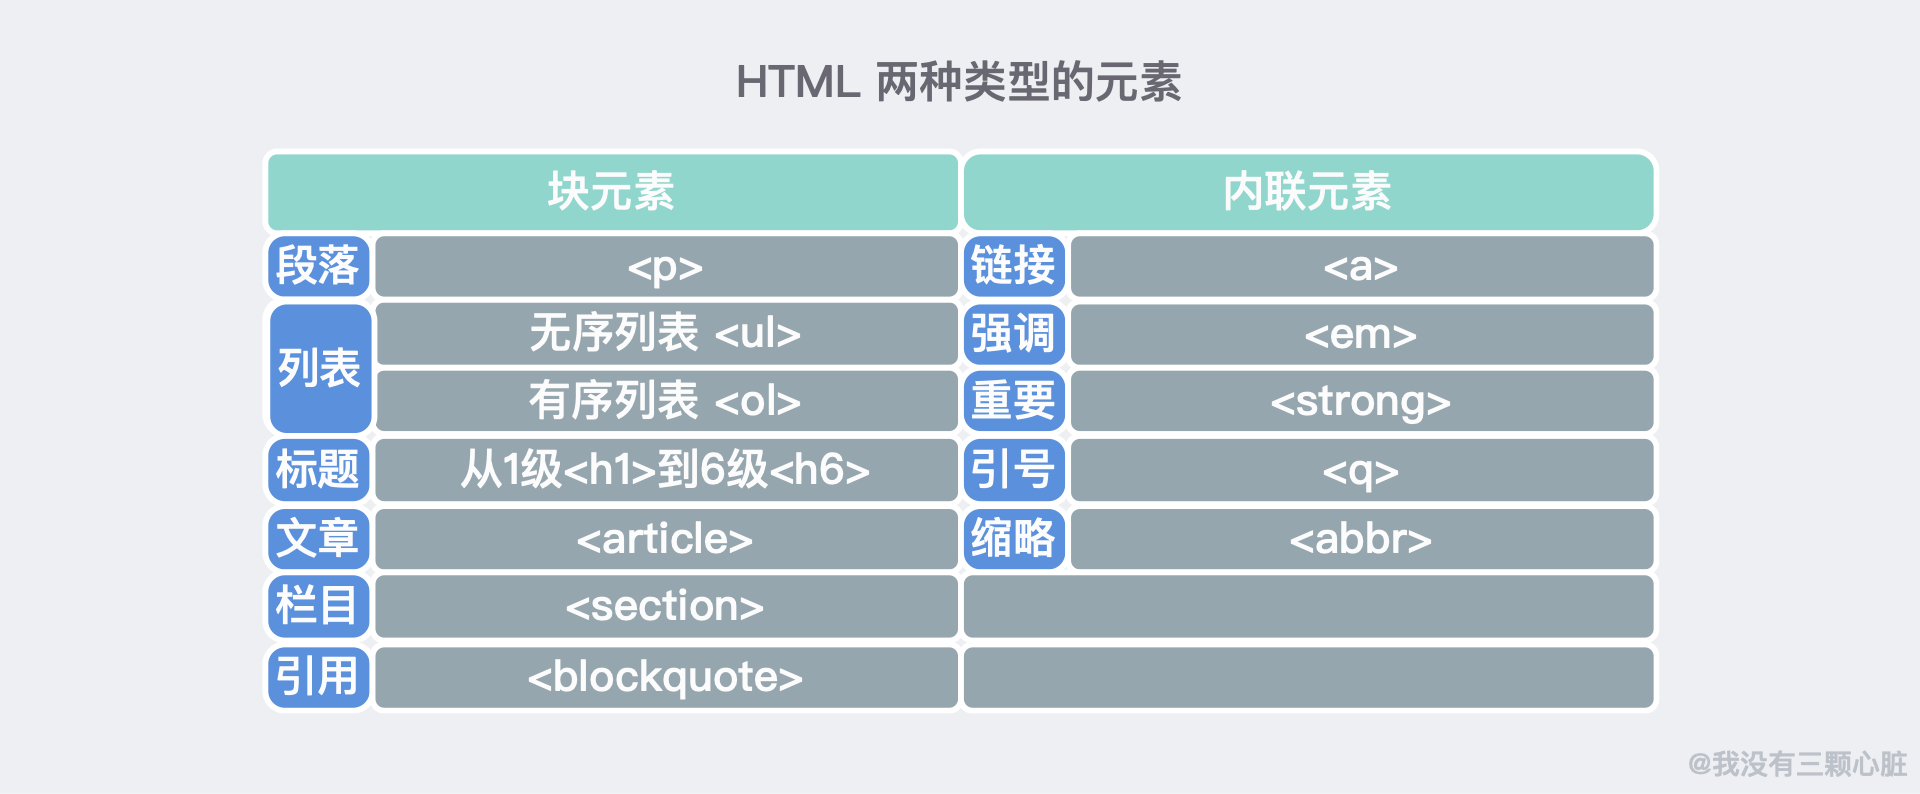 HTML 两种类型的元素
块元素 内联元素
段落 <p> 链接 <a>
列表 无序列表 <ul> 强调 <em>
有序列表 <ol> 重要 <strong>
标题 从1级<h1>到6级<h6> 引号 <q>
文章 <article> 缩略 <abbr>
栏目 <section>
引用 <blockquote>
@我没有三颗心脏